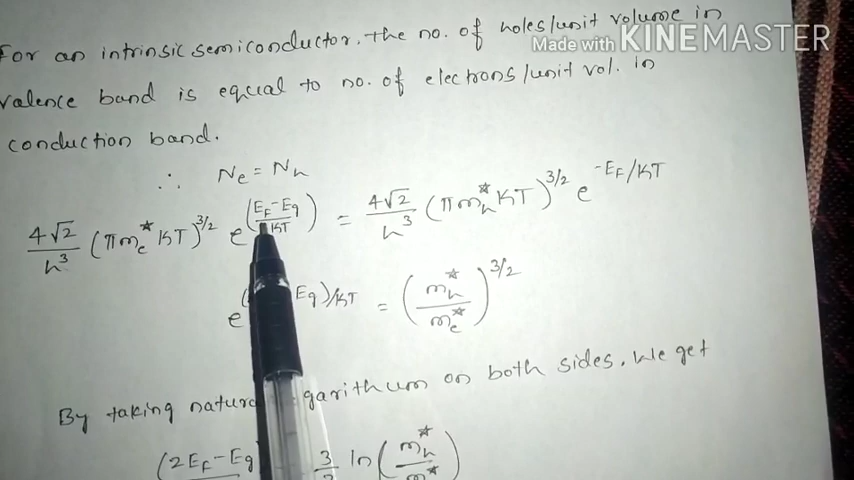 For an intrinsic semiconductor, the no. of holes/unit volume in
Made with KINEMASTER
valence band is equal to no. of electrons/unit vol. in
conduction band.
∴ Ne = Nh
4√2/h³ (πm*e KT)^3/2 e^((EF-Eg)/KT) = 4√2/h³ (πm*h KT)^3/2 e^-EF/KT
e^( Eg)/KT = (m*h/m*e)^3/2
By taking garithum on both sides. We get
(2EF-Eg 3/2 ln(m*h/m*